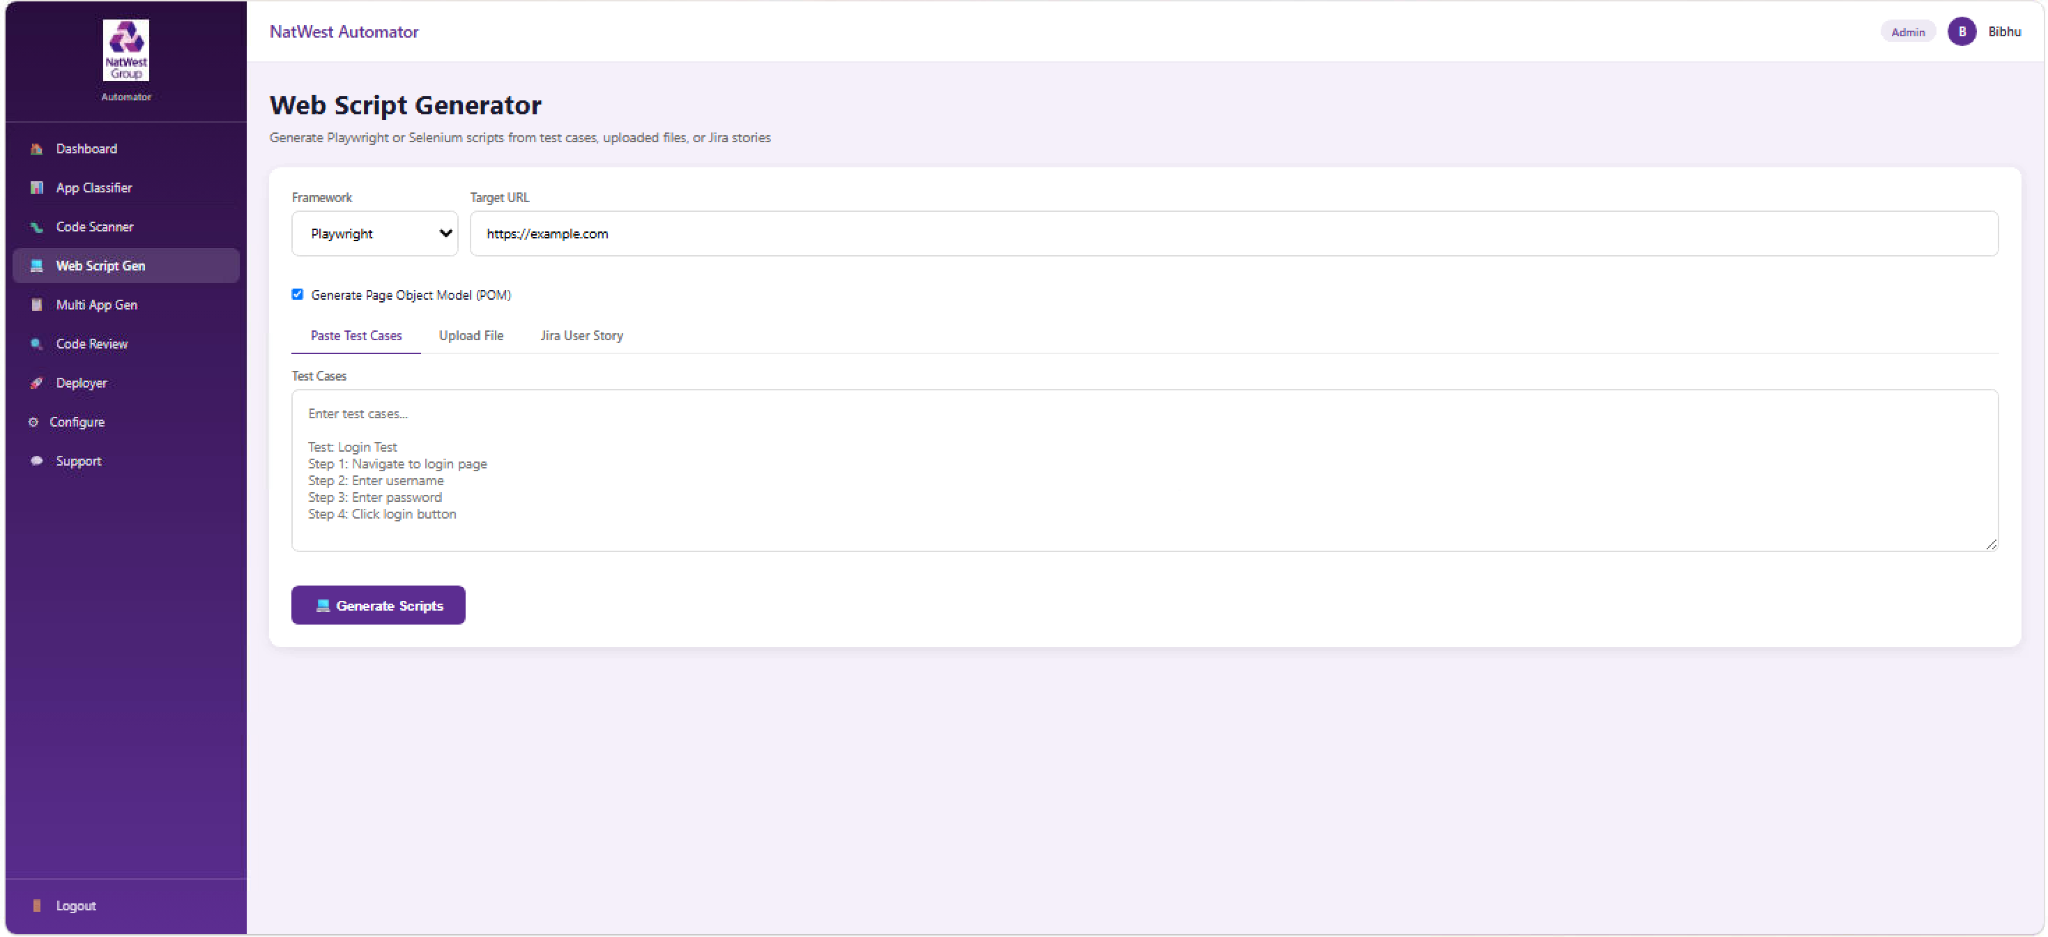 NatWest
Group
Automator
Dashboard
App Classifier
Code Scanner
Web Script Gen
Multi App Gen
Code Review
Deployer
Configure
Support
Logout
NatWest Automator
Admin
B
Bibhu
Web Script Generator
Generate Playwright or Selenium scripts from test cases, uploaded files, or Jira stories
Framework
Target URL
Playwright
https://example.com
Generate Page Object Model (POM)
Paste Test Cases
Upload File
Jira User Story
Test Cases
Enter test cases...
Test: Login Test
Step 1: Navigate to login page
Step 2: Enter username
Step 3: Enter password
Step 4: Click login button
Generate Scripts